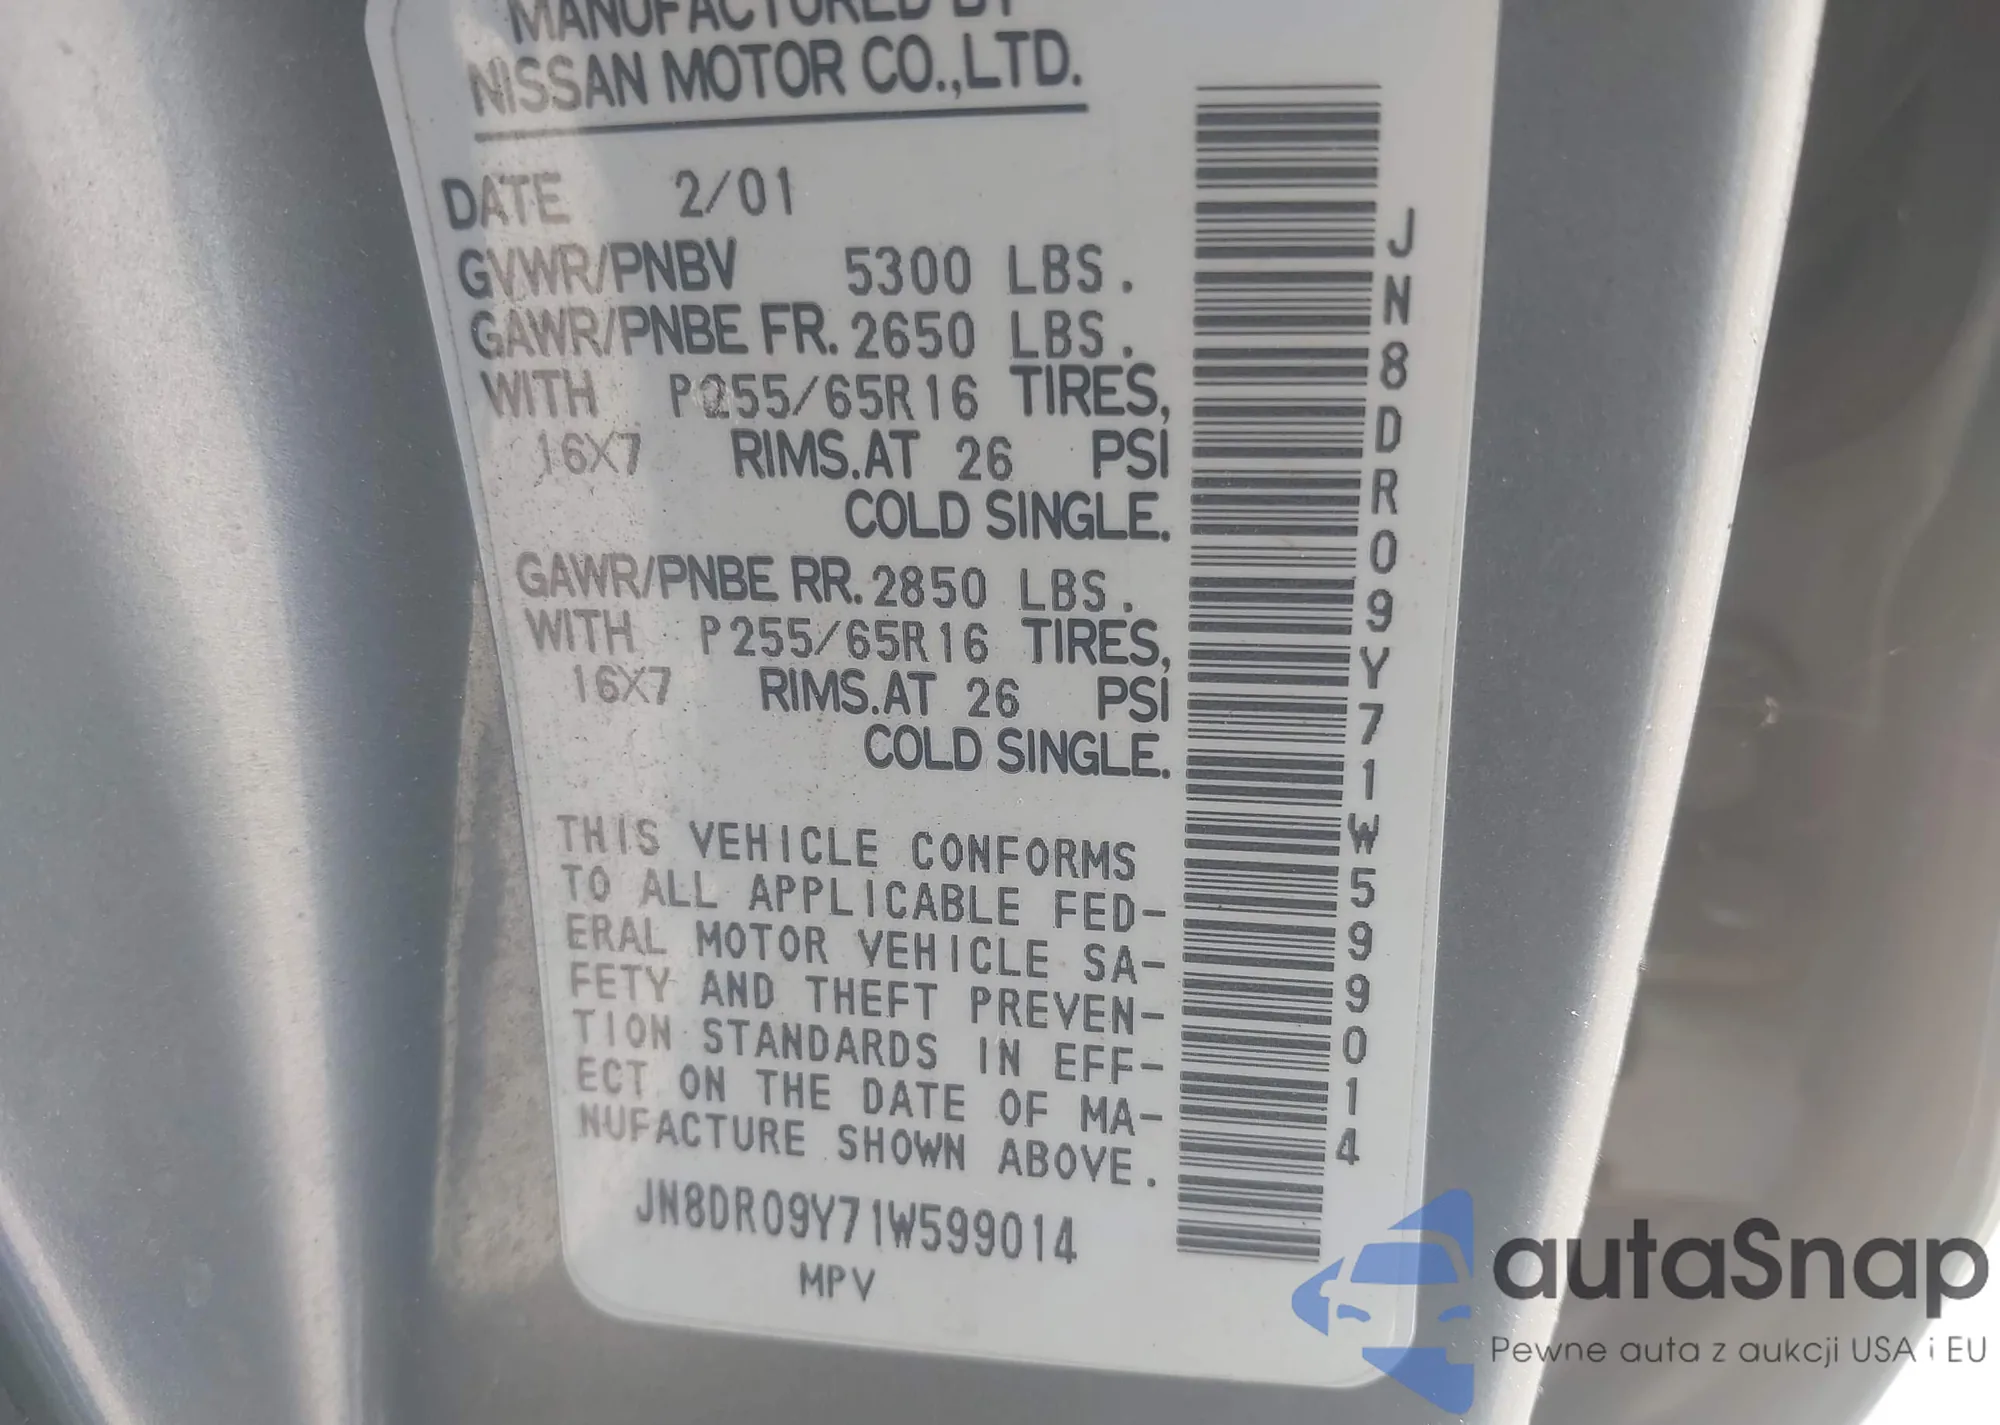 MANUFACTURED BY
NISSAN MOTOR CO.,LTD.
DATE 2/01
GVWR/PNBV 5300 LBS.
GAWR/PNBE FR. 2650 LBS.
WITH P255/65R16 TIRES,
16X7 RIMS.AT 26 PSI
COLD SINGLE.
GAWR/PNBE RR. 2850 LBS.
WITH P255/65R16 TIRES,
16X7 RIMS.AT 26 PSI
COLD SINGLE.
THIS VEHICLE CONFORMS
TO ALL APPLICABLE FED-
ERAL MOTOR VEHICLE SA-
FETY AND THEFT PREVEN-
TION STANDARDS IN EFF-
ECT ON THE DATE OF MA-
NUFACTURE SHOWN ABOVE.
JN8DR09Y71W599014
MPV
JN8DR09Y71W599014
autaSnap
Pewne auta z aukcji USA i EU